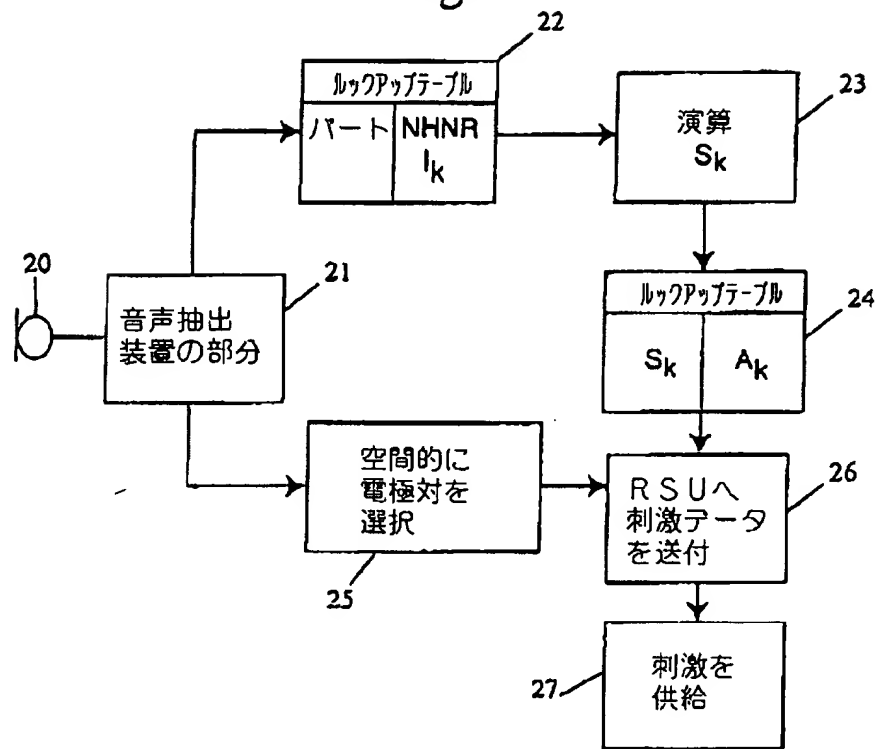 g
22
ルックアップテーブル
パート
NHNR
Ik
23
演算
Sk
20
21
音声抽出
装置の部分
ルックアップテーブル
24
Sk
Ak
空間的に
電極対を
選択
25
RSUへ
刺激データ
を送付
26
刺激を
供給
27